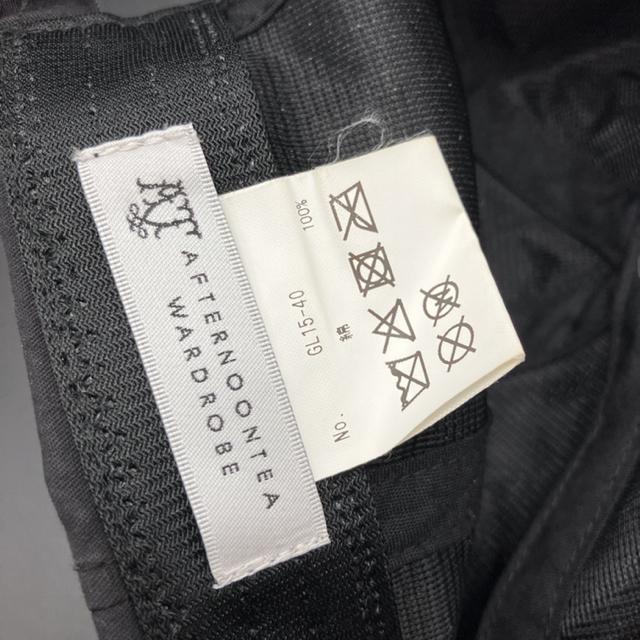 AT
AFTERNOONTEA
WARDROBE
No. GL15-40
綿 100%